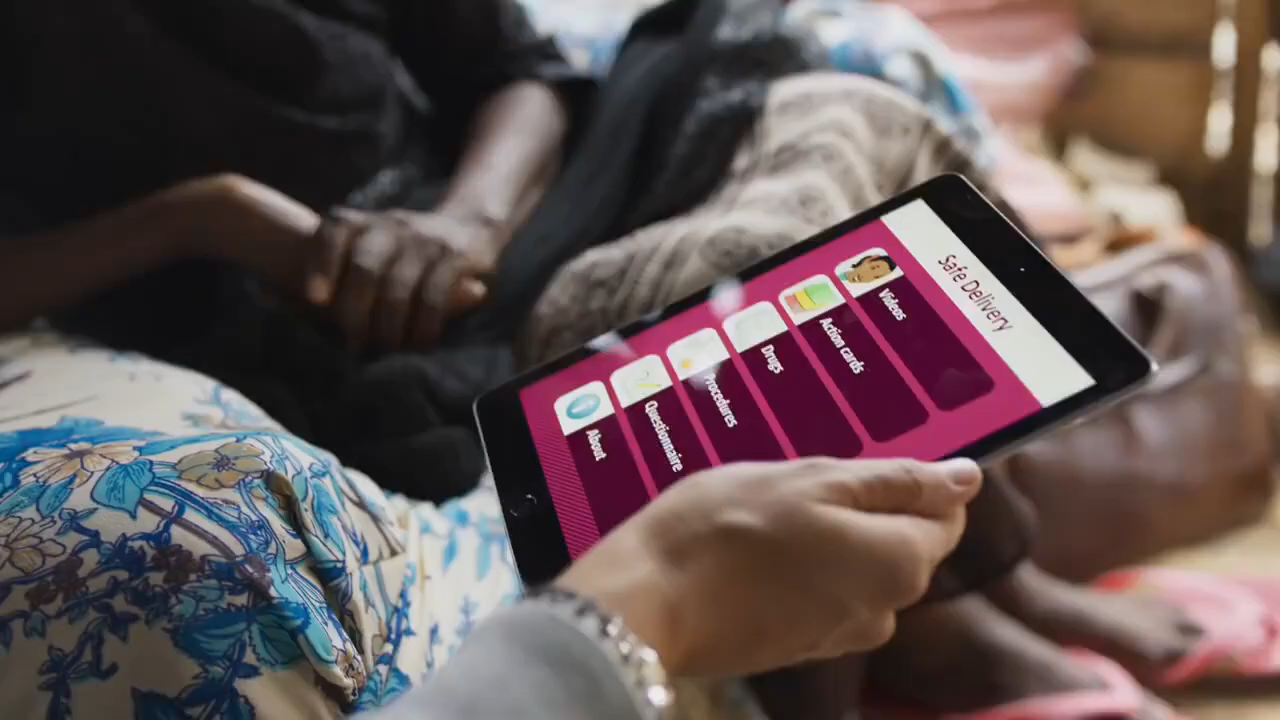 Safe Delivery
Videos
Action cards
Drugs
Procedures
Questionnaire
About